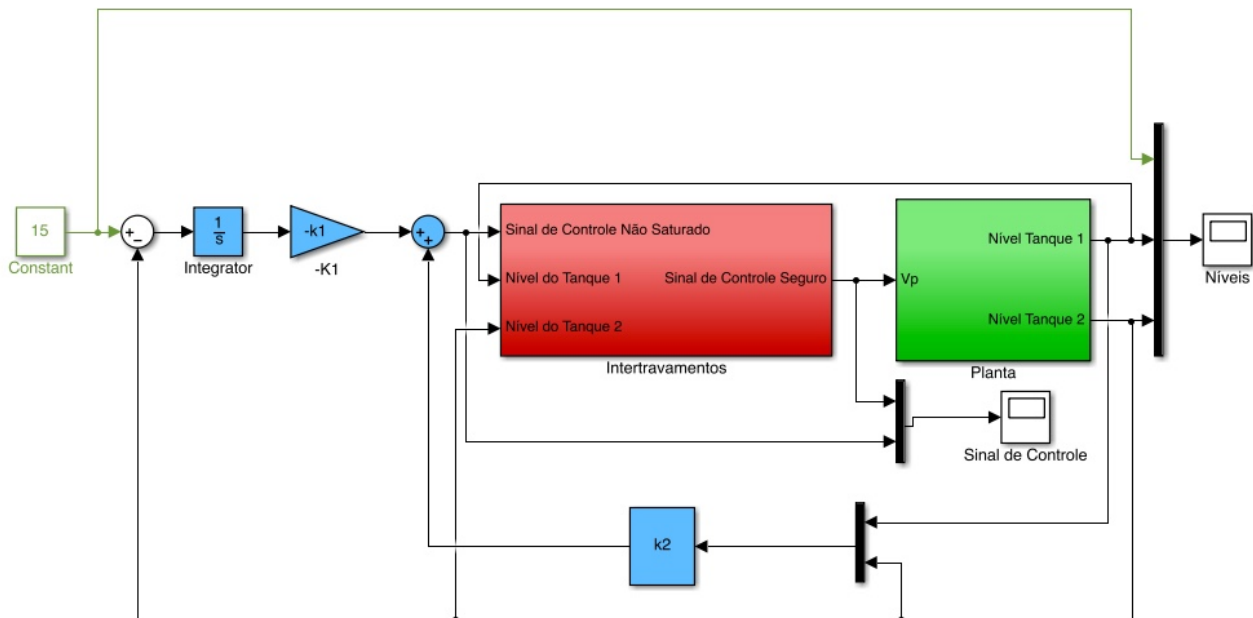 15
Constant
+
−
1
s
Integrator
-k1
-K1
+
+
Sinal de Controle Não Saturado
Nível do Tanque 1
Nível do Tanque 2
Sinal de Controle Seguro
Intertravamentos
Vp
Nível Tanque 1
Nível Tanque 2
Planta
Níveis
Sinal de Controle
k2